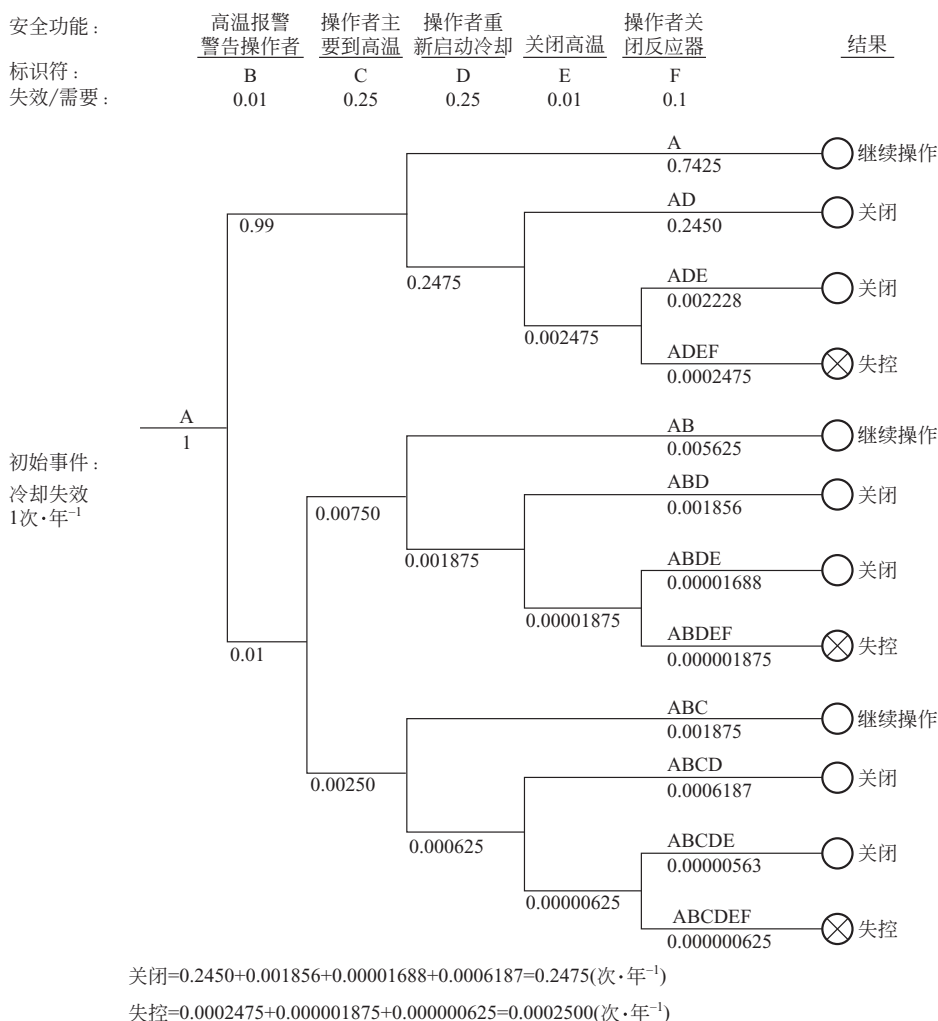 安全功能：
高温报警
警告操作者
操作者主
要到高温
操作者重
新启动冷却
关闭高温
操作者关
闭反应器
结果
标识符：
B
C
D
E
F
失效/需要：
0.01
0.25
0.25
0.01
0.1
A
0.7425
继续操作
0.99
AD
0.2450
关闭
0.2475
ADE
0.002228
关闭
0.002475
ADEF
0.0002475
失控
A
1
初始事件：
冷却失效
1次·年⁻¹
AB
0.005625
继续操作
0.00750
ABD
0.001856
关闭
0.001875
ABDE
0.00001688
关闭
0.00001875
ABDEF
0.000001875
失控
0.01
ABC
0.001875
继续操作
0.00250
ABCD
0.0006187
关闭
0.000625
ABCDE
0.00000563
关闭
0.00000625
ABCDEF
0.000000625
失控
关闭=0.2450+0.001856+0.00001688+0.0006187=0.2475(次·年⁻¹)
失控=0.0002475+0.000001875+0.000000625=0.0002500(次·年⁻¹)